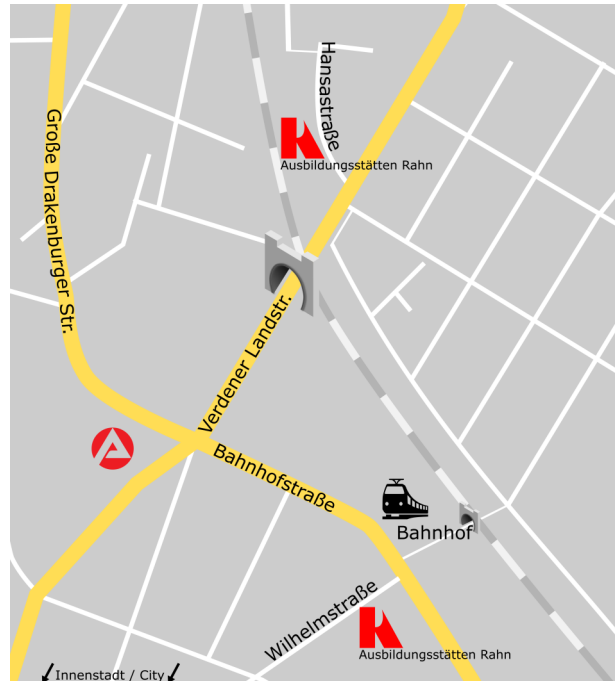 Hansastraße
Große Drakenburger Str.
Ausbildungsstätten Rahn
Verdener Landstr.
Bahnhofstraße
Bahnhof
Wilhelmstraße
Ausbildungsstätten Rahn
Innenstadt / City